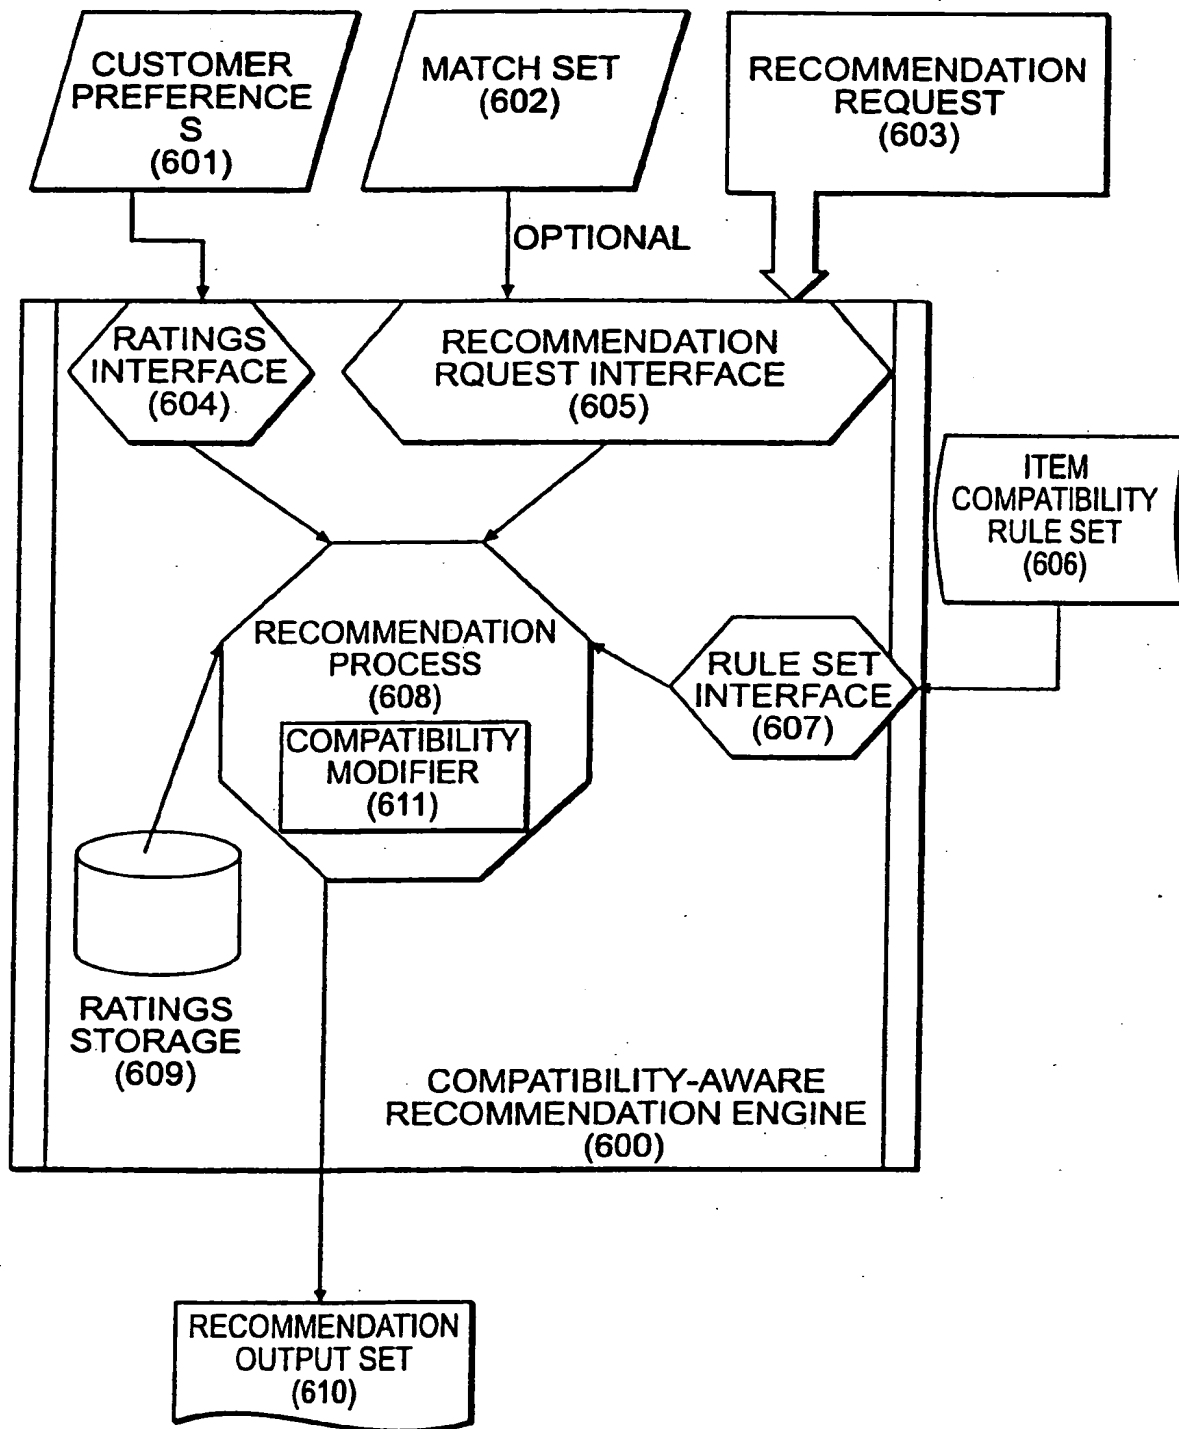 CUSTOMER
PREFERENCE
S
(601)
MATCH SET
(602)
RECOMMENDATION
REQUEST
(603)
OPTIONAL
RATINGS
INTERFACE
(604)
RECOMMENDATION
RQUEST INTERFACE
(605)
ITEM
COMPATIBILITY
RULE SET
(606)
RECOMMENDATION
PROCESS
(608)
RULE SET
INTERFACE
(607)
COMPATIBILITY
MODIFIER
(611)
RATINGS
STORAGE
(609)
COMPATIBILITY-AWARE
RECOMMENDATION ENGINE
(600)
RECOMMENDATION
OUTPUT SET
(610)